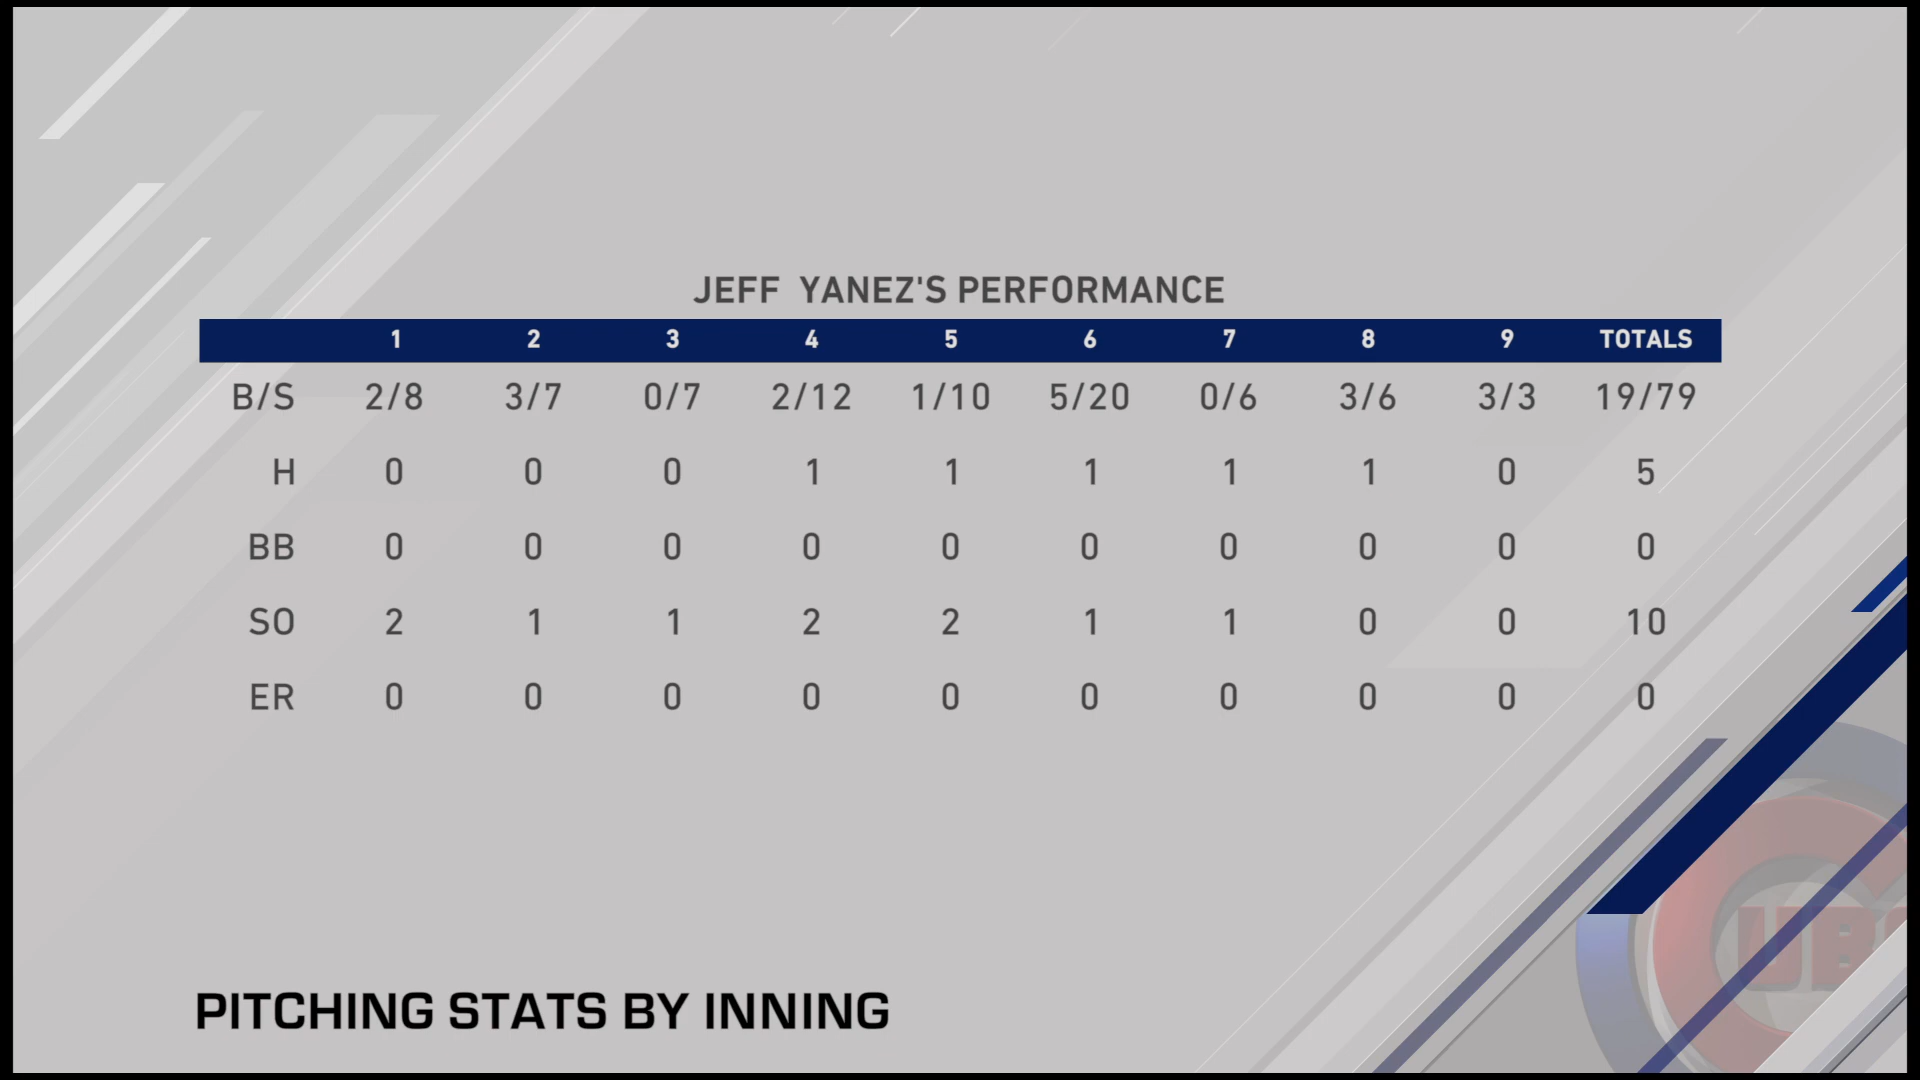 JEFF YANEZ'S PERFORMANCE
1 2 3 4 5 6 7 8 9 TOTALS
B/S 2/8 3/7 0/7 2/12 1/10 5/20 0/6 3/6 3/3 19/79
H 0 0 0 1 1 1 1 1 0 5
BB 0 0 0 0 0 0 0 0 0 0
SO 2 1 1 2 2 1 1 0 0 10
ER 0 0 0 0 0 0 0 0 0 0
PITCHING STATS BY INNING